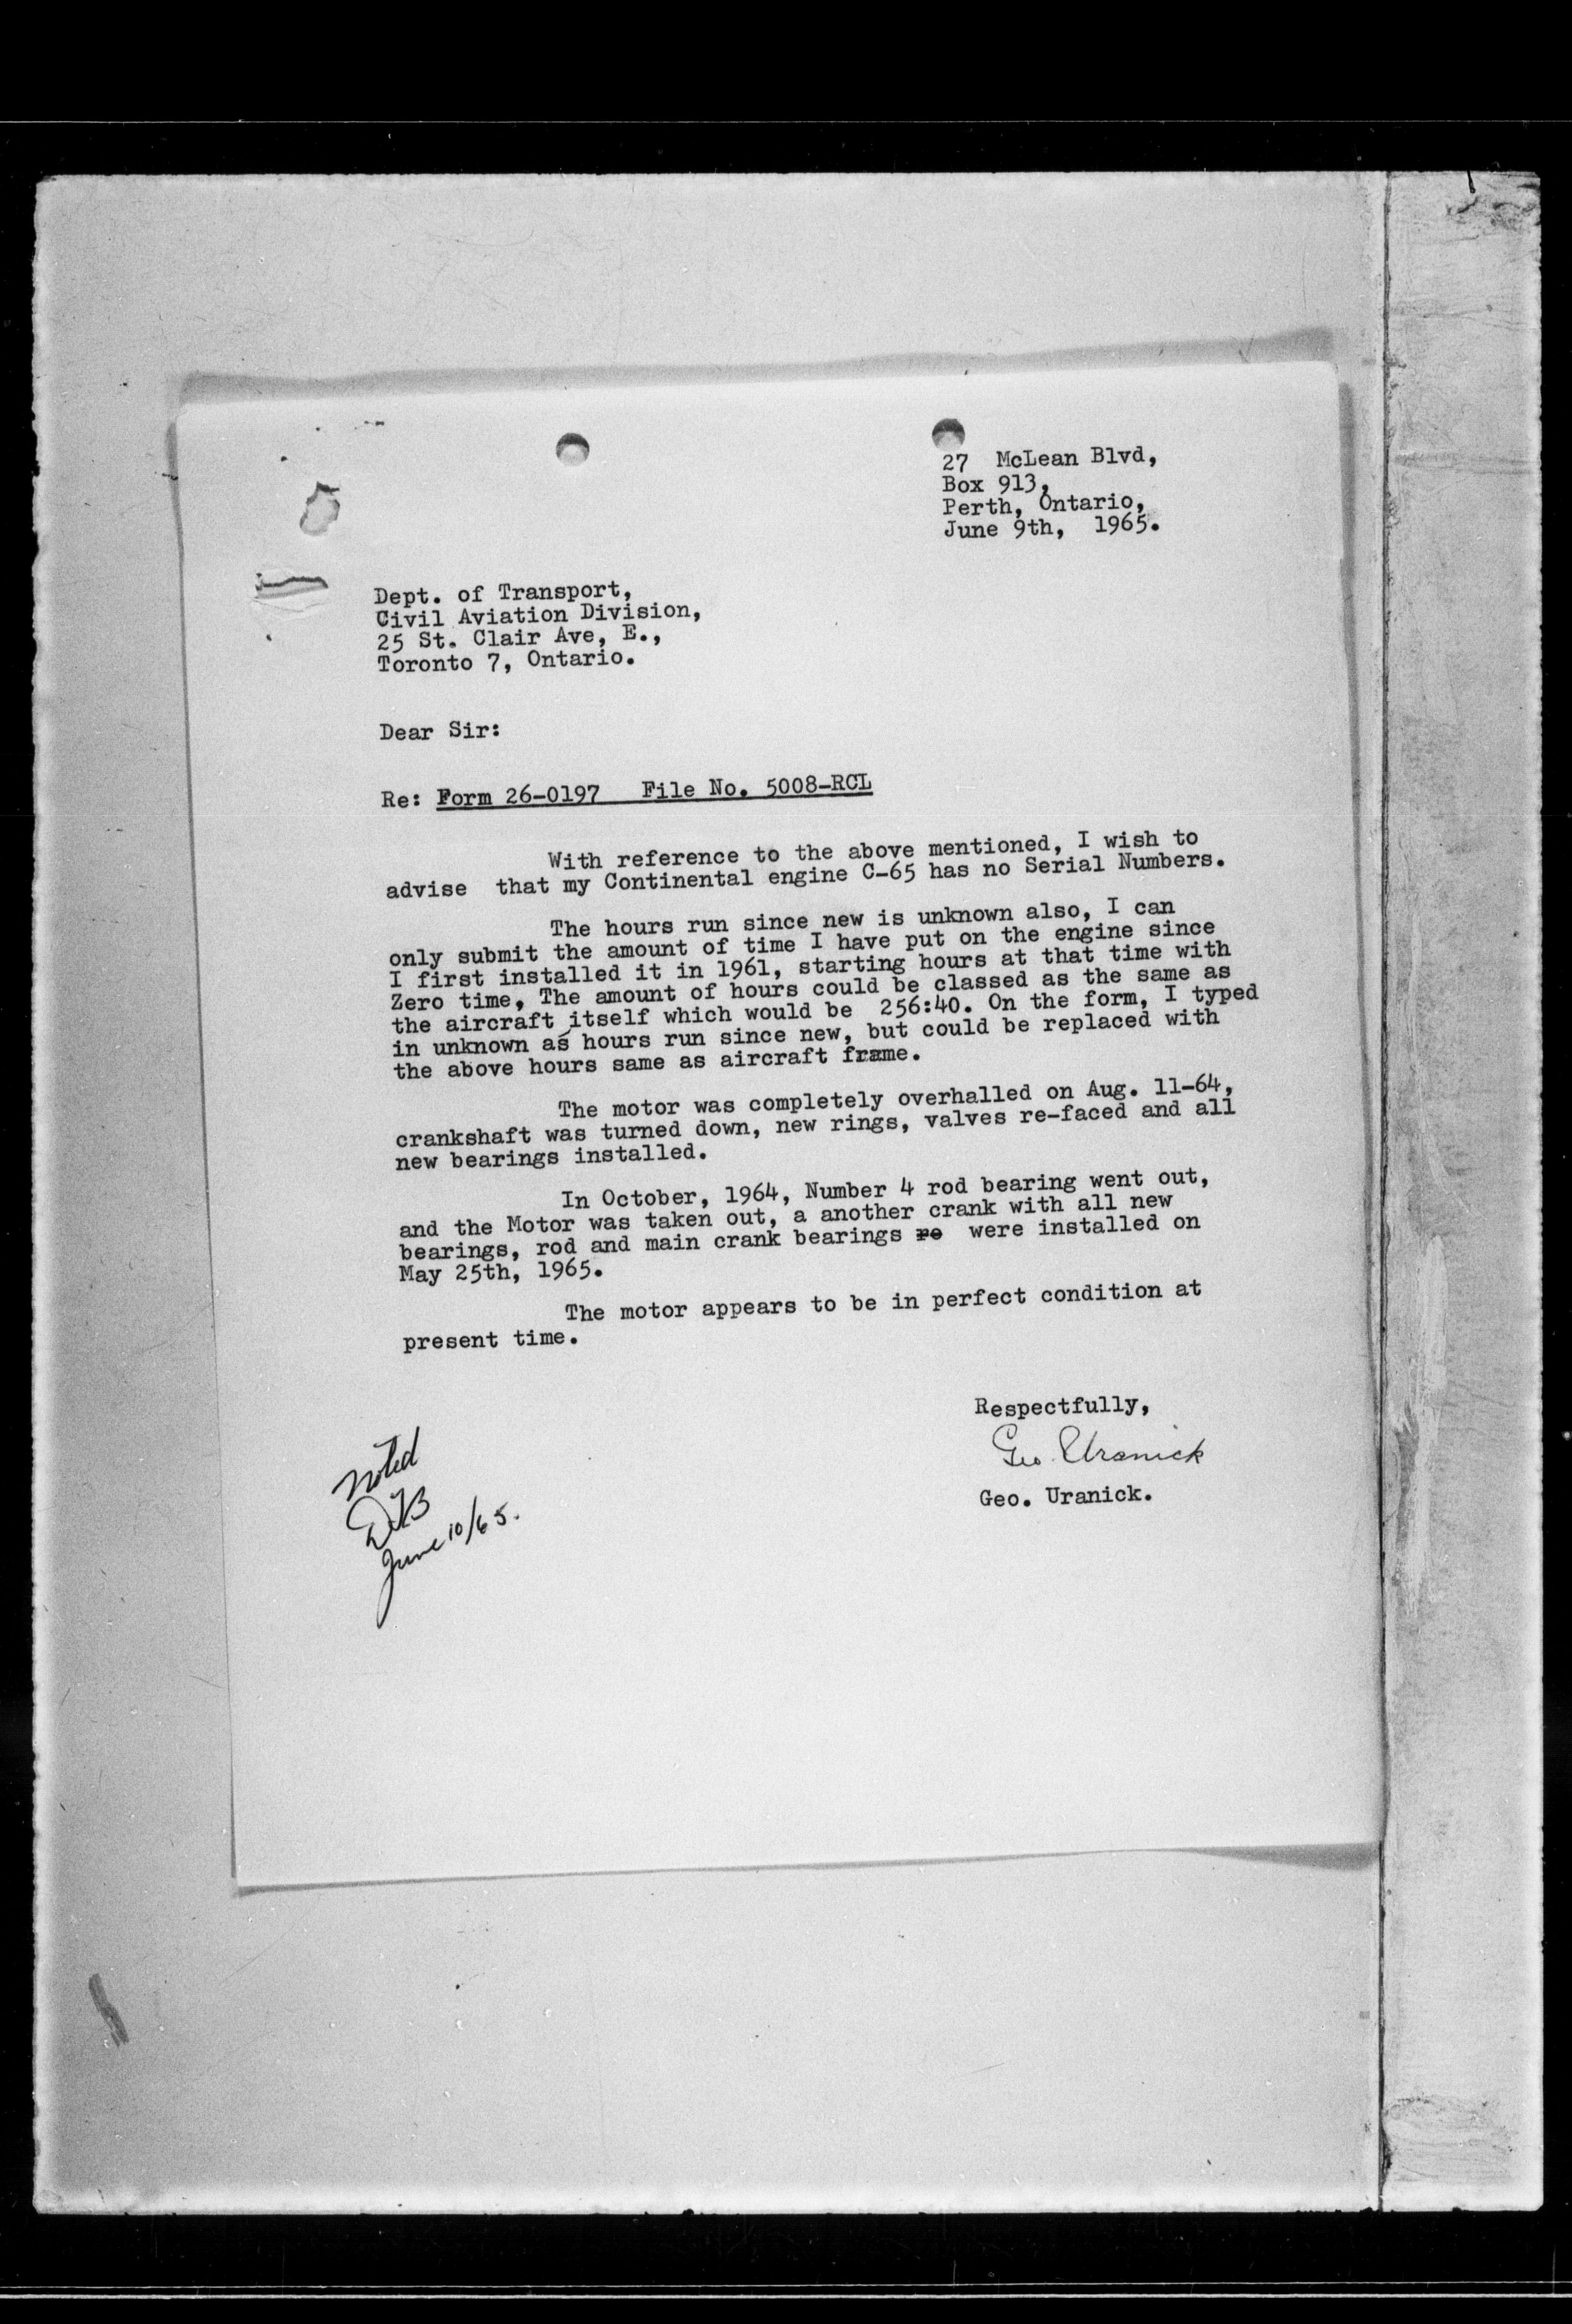 27 McLean Blvd,
Box 913,
Perth, Ontario,
June 9th, 1965.
Dept. of Transport,
Civil Aviation Division,
25 St. Clair Ave, E.,
Toronto 7, Ontario.
Dear Sir:
Re: Form 26-0197 File No. 5008-RCL
With reference to the above mentioned, I wish to
advise that my Continental engine C-65 has no Serial Numbers.
The hours run since new is unknown also, I can
only submit the amount of time I have put on the engine since
I first installed it in 1961, starting hours at that time with
Zero time, The amount of hours could be classed as the same as
the aircraft itself which would be 256:40. On the form, I typed
in unknown as hours run since new, but could be replaced with
the above hours same as aircraft frame.
The motor was completely overhalled on Aug. 11-64,
crankshaft was turned down, new rings, valves re-faced and all
new bearings installed.
In October, 1964, Number 4 rod bearing went out,
and the Motor was taken out, a another crank with all new
bearings, rod and main crank bearings re were installed on
May 25th, 1965.
The motor appears to be in perfect condition at
present time.
Respectfully,
Geo. Uranick
Geo. Uranick.
Noted
June 10/65.